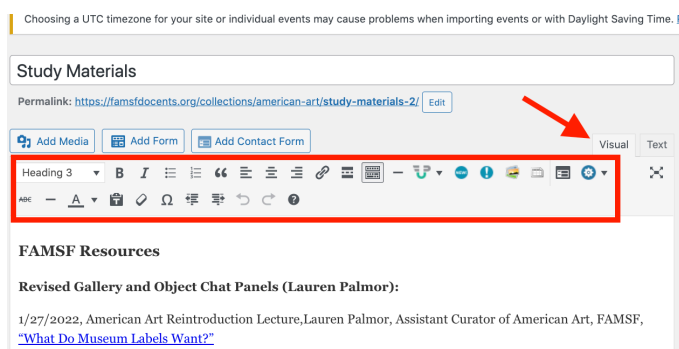 Choosing a UTC timezone for your site or individual events may cause problems when importing events or with Daylight Saving Time.
Study Materials
Permalink: https://famsfdocents.org/collections/american-art/study-materials-2/ Edit
Add Media Add Form Add Contact Form Visual Text
Heading 3 B I
ABC A Ω
FAMSF Resources
Revised Gallery and Object Chat Panels (Lauren Palmor):
1/27/2022, American Art Reintroduction Lecture,Lauren Palmor, Assistant Curator of American Art, FAMSF,
“What Do Museum Labels Want?”